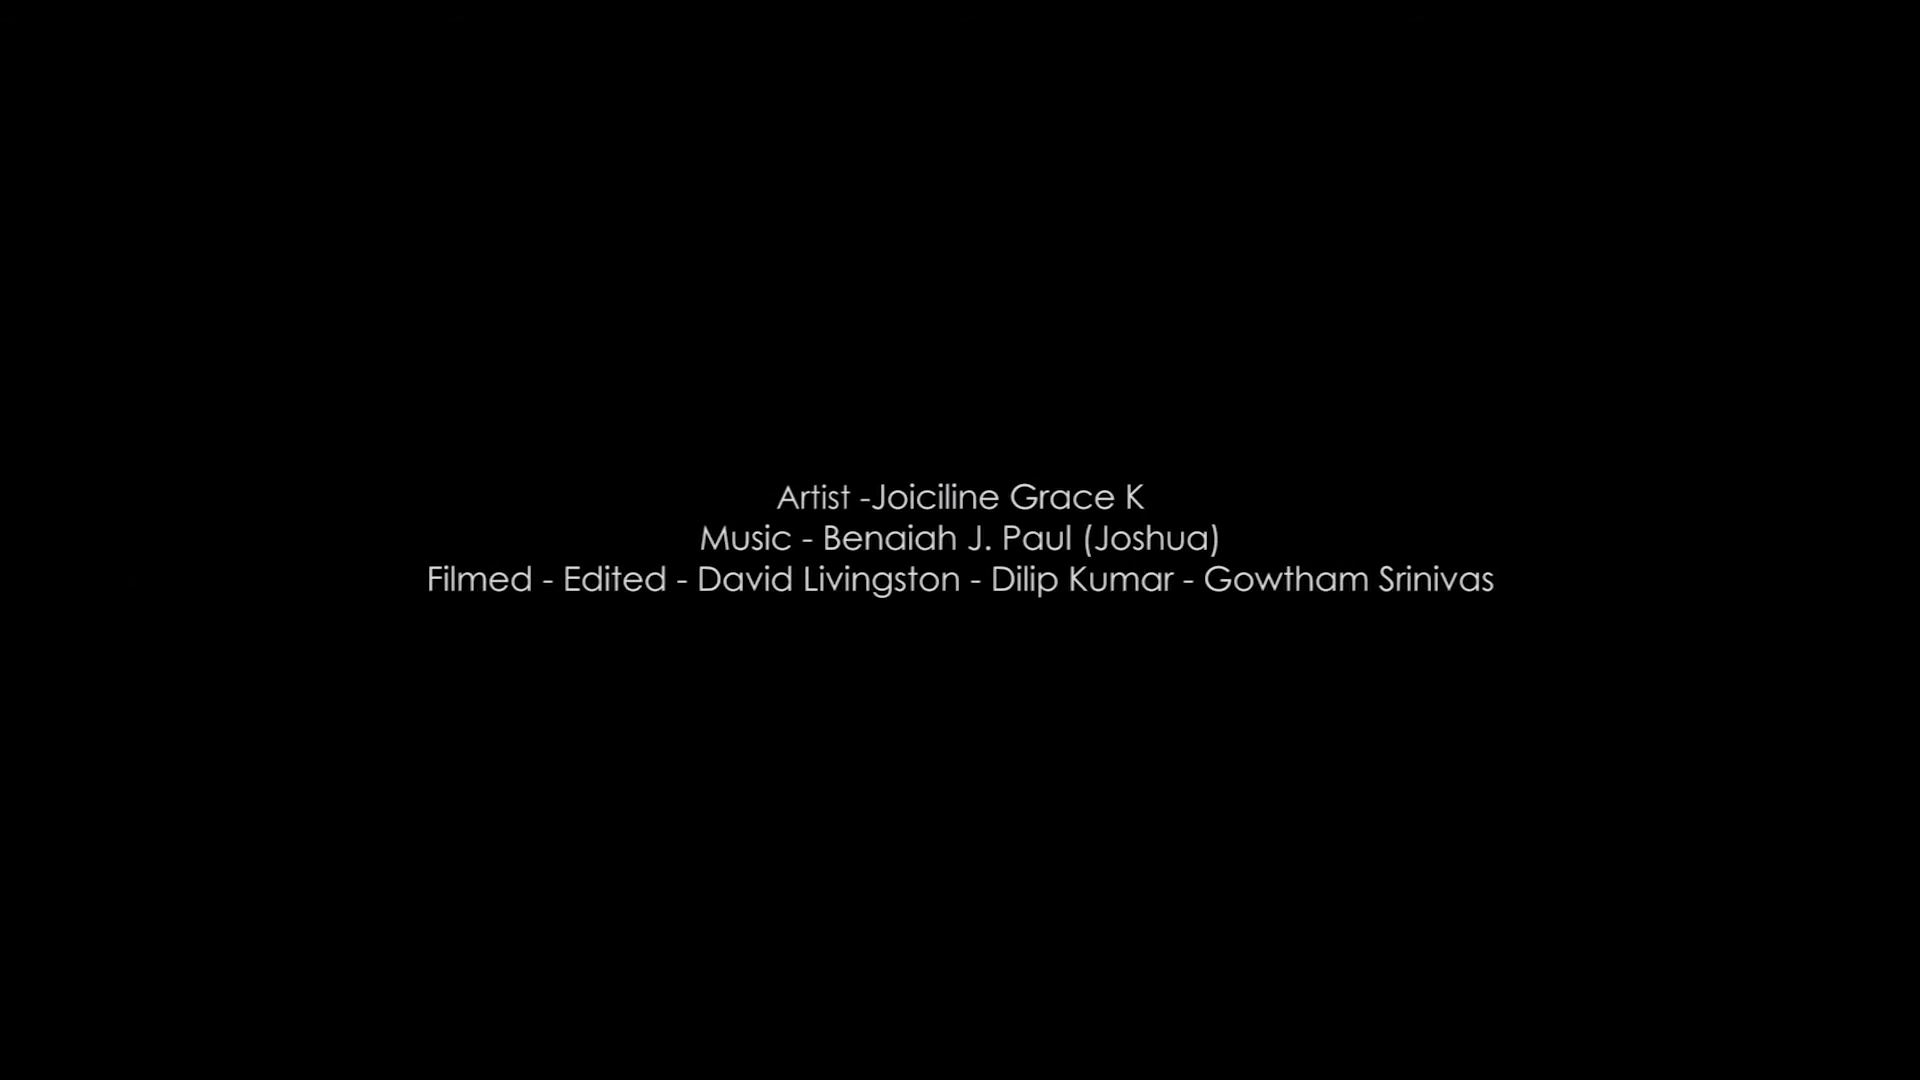 Artist -Joiciline Grace K
Music - Benaiah J. Paul (Joshua)
Filmed - Edited - David Livingston - Dilip Kumar - Gowtham Srinivas